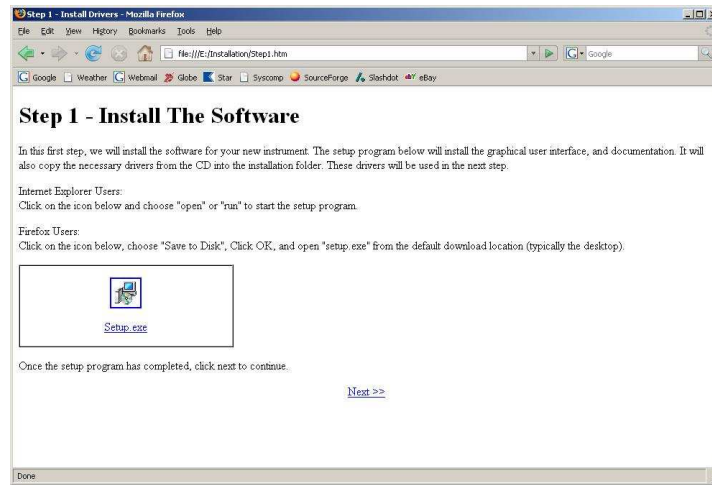 Step 1 - Install Drivers - Mozilla Firefox
File Edit View History Bookmarks Tools Help
file:///E:/Installation/Step1.htm
G Google
Google Weather Webmail Globe Star Syscomp SourceForge Slashdot eBay
Step 1 - Install The Software
In this first step, we will install the software for your new instrument. The setup program below will install the graphical user interface, and documentation. It will
also copy the necessary drivers from the CD into the installation folder. These drivers will be used in the next step.
Internet Explorer Users:
Click on the icon below and choose "open" or "run" to start the setup program.
Firefox Users:
Click on the icon below, choose "Save to Disk", Click OK, and open "setup.exe" from the default download location (typically the desktop).
Setup.exe
Once the setup program has completed, click next to continue.
Next >>
Done